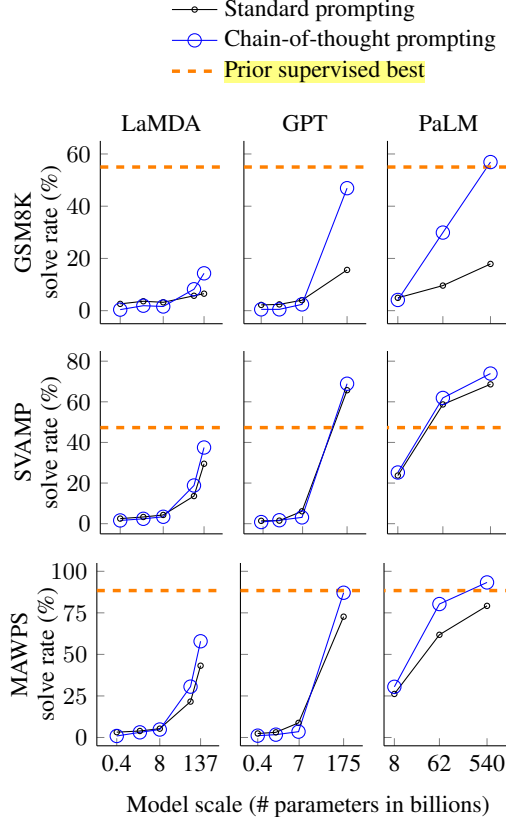 Standard prompting
Chain-of-thought prompting
Prior supervised best
LaMDA GPT PaLM
GSM8K
solve rate (%)
60
40
20
0
SVAMP
solve rate (%)
80
60
40
20
0
MAWPS
solve rate (%)
100
75
50
25
0
0.4 8 137 0.4 7 175 8 62 540
Model scale (# parameters in billions)